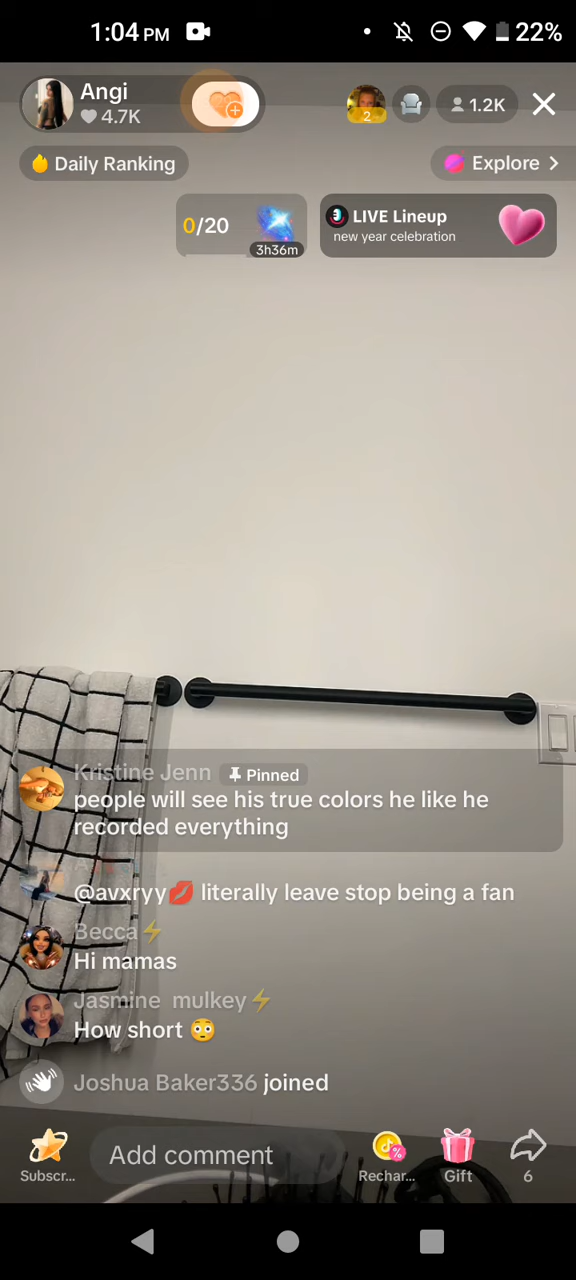 1:04 PM
22%
Angi
4.7K
2
1.2K
Daily Ranking
Explore >
0/20
3h36m
LIVE Lineup
new year celebration
Kristine Jenn Pinned
people will see his true colors he like he
recorded everything
@avxryy💋 literally leave stop being a fan
Becca⚡
Hi mamas
Jasmine mulkey⚡
How short 😳
Joshua Baker336 joined
Add comment
Subscr...
Rechar...
Gift
6